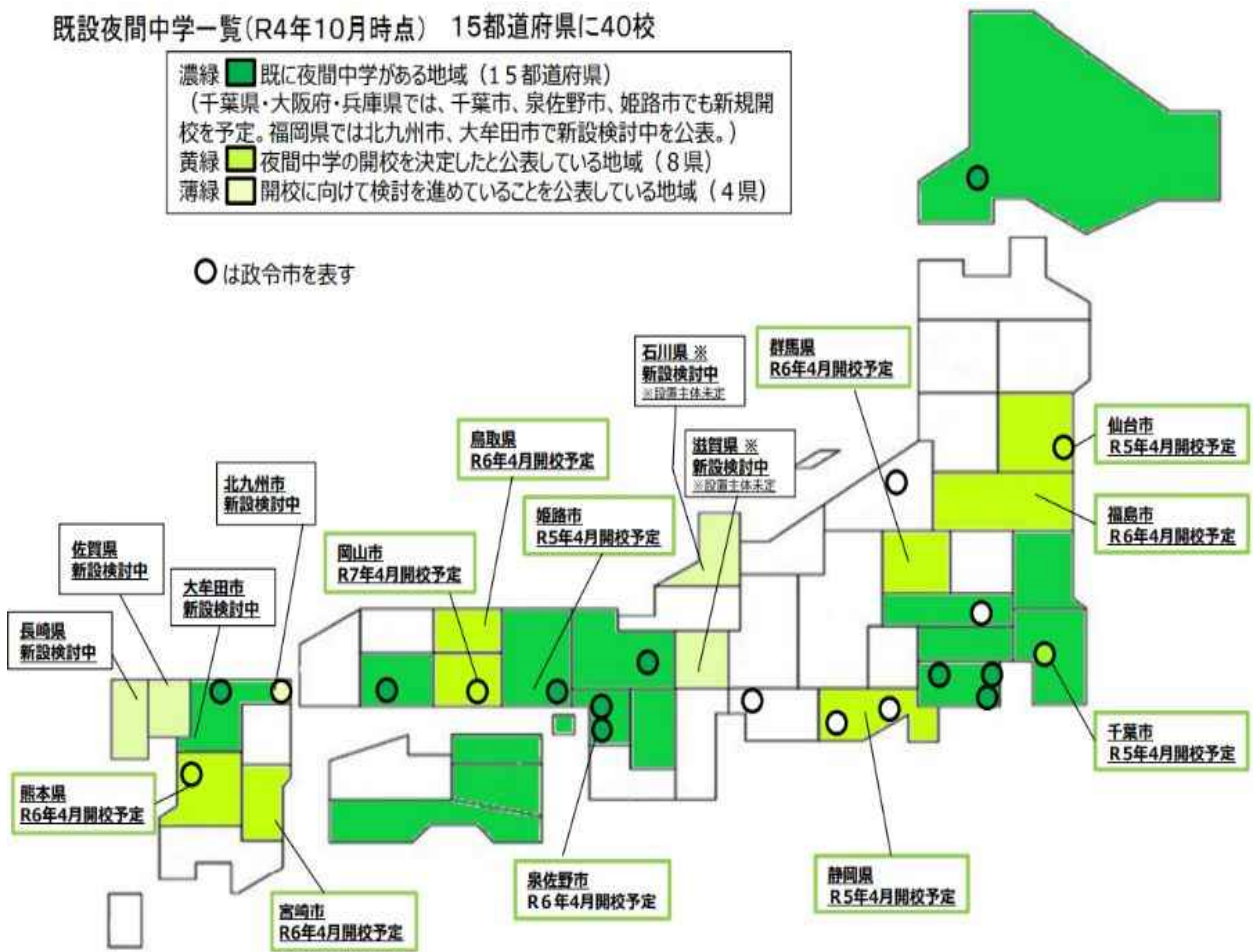 既設夜間中学一覧(R4年10月時点) 15都道府県に40校
濃緑 既に夜間中学がある地域（１５都道府県）
（千葉県・大阪府・兵庫県では、千葉市、泉佐野市、姫路市でも新規開
校を予定。福岡県では北九州市、大牟田市で新設検討中を公表。）
黄緑 夜間中学の開校を決定したと公表している地域（８県）
薄緑 開校に向けて検討を進めていることを公表している地域（４県）
○は政令市を表す
石川県 ※
新設検討中
※設置主体未定
群馬県
R6年4月開校予定
鳥取県
R6年4月開校予定
滋賀県 ※
新設検討中
※設置主体未定
仙台市
R5年4月開校予定
北九州市
新設検討中
姫路市
R5年4月開校予定
福島市
R6年4月開校予定
佐賀県
新設検討中
岡山市
R7年4月開校予定
大牟田市
新設検討中
長崎県
新設検討中
千葉市
R5年4月開校予定
熊本県
R6年4月開校予定
泉佐野市
R６年４月開校予定
静岡県
R５年４月開校予定
宮崎市
R6年4月開校予定